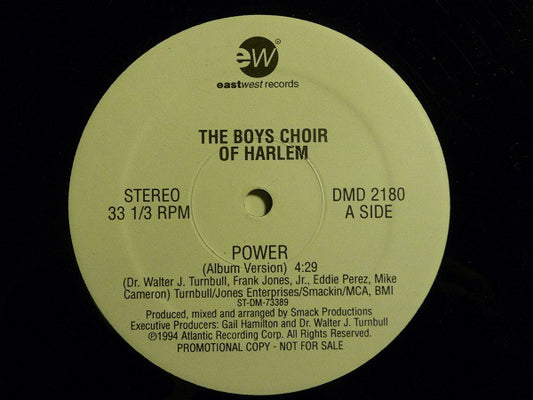 ew
eastwest records
THE BOYS CHOIR
OF HARLEM
STEREO
33 1/3 RPM
DMD 2180
A SIDE
POWER
(Album Version) 4:29
(Dr. Walter J. Turnbull, Frank Jones, Jr., Eddie Perez, Mike
Cameron) Turnbull/Jones Enterprises/Smackin/MCA, BMI
ST-DM-73389
Produced, mixed and arranged by Smack Productions
Executive Producers: Gail Hamilton and Dr. Walter J. Turnbull
℗1994 Atlantic Recording Corp. All Rights Reserved.
PROMOTIONAL COPY - NOT FOR SALE